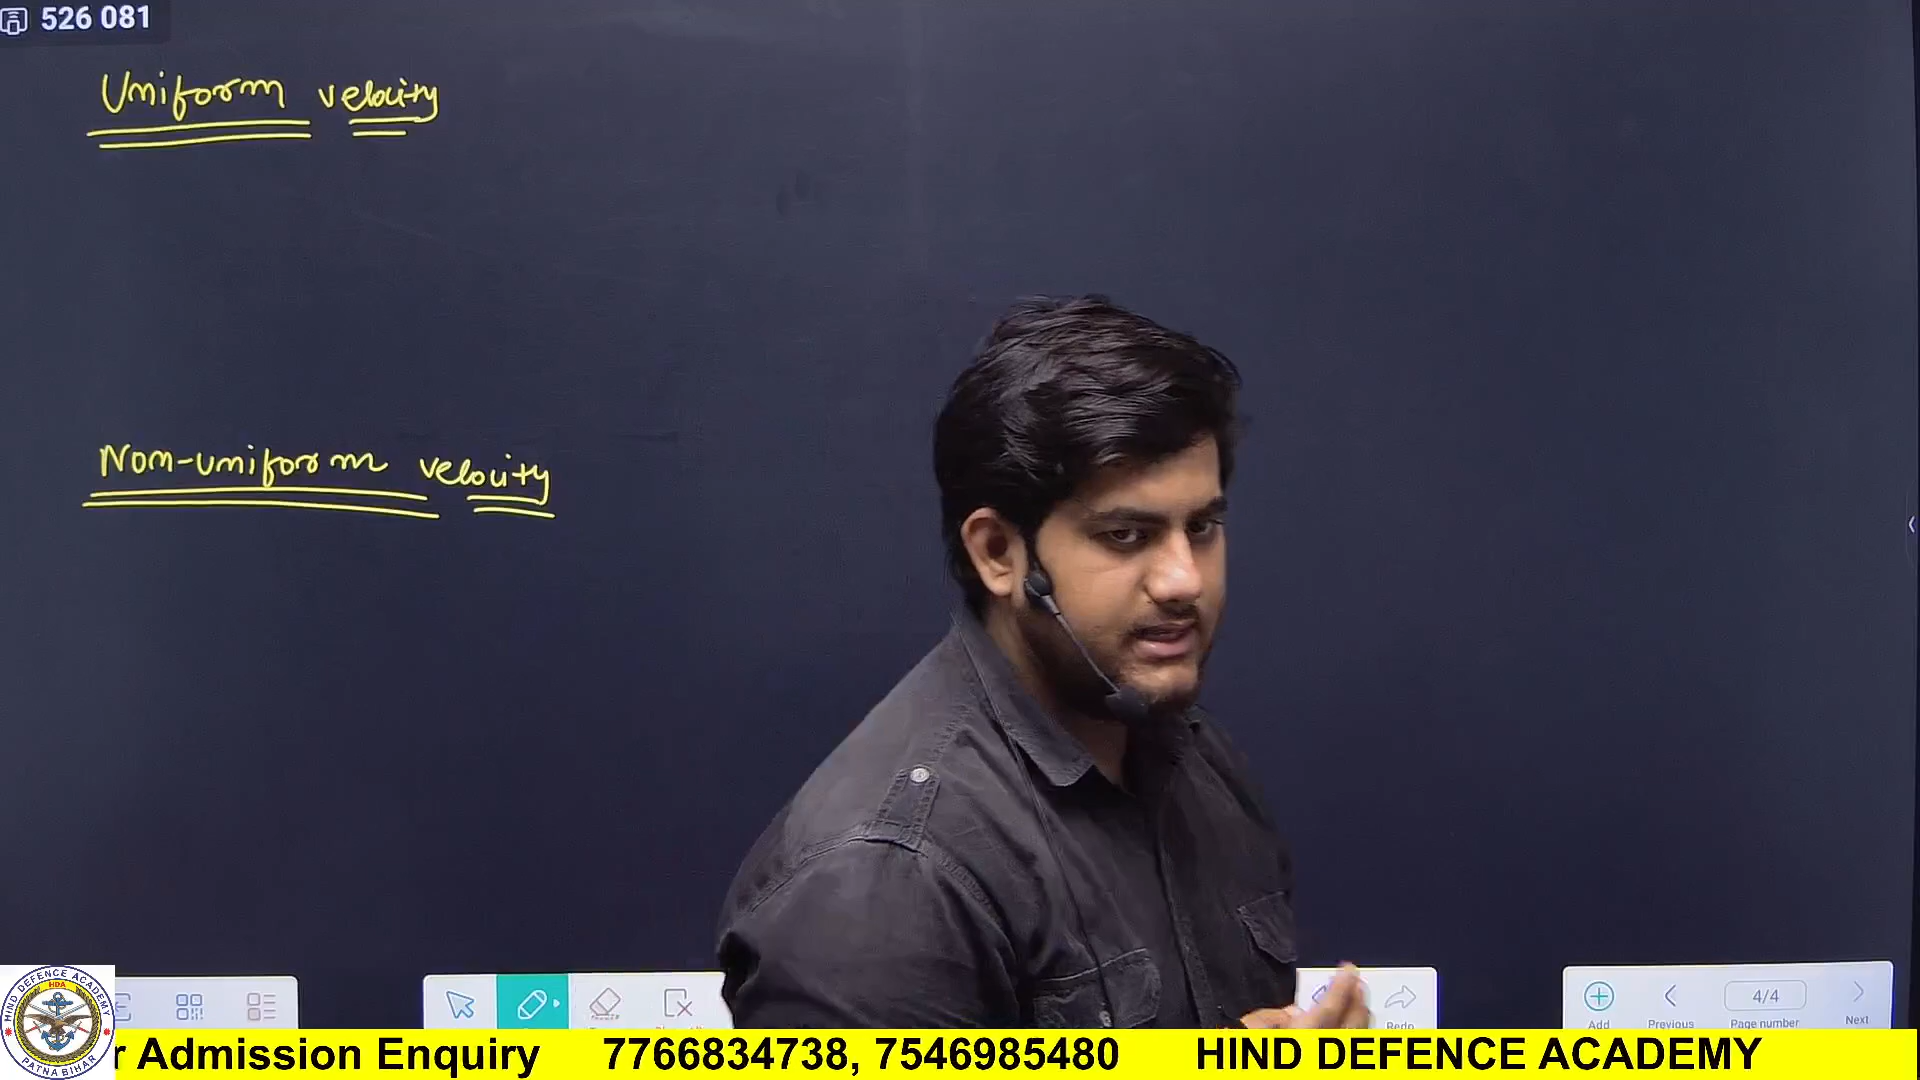 526 081
Uniform velocity
Non-uniform velocity
Add
Previous
4/4
Page number
Next
Redo
HIND DEFENCE ACADEMY
HDA
PATNA BIHAR
r Admission Enquiry 7766834738, 7546985480 HIND DEFENCE ACADEMY